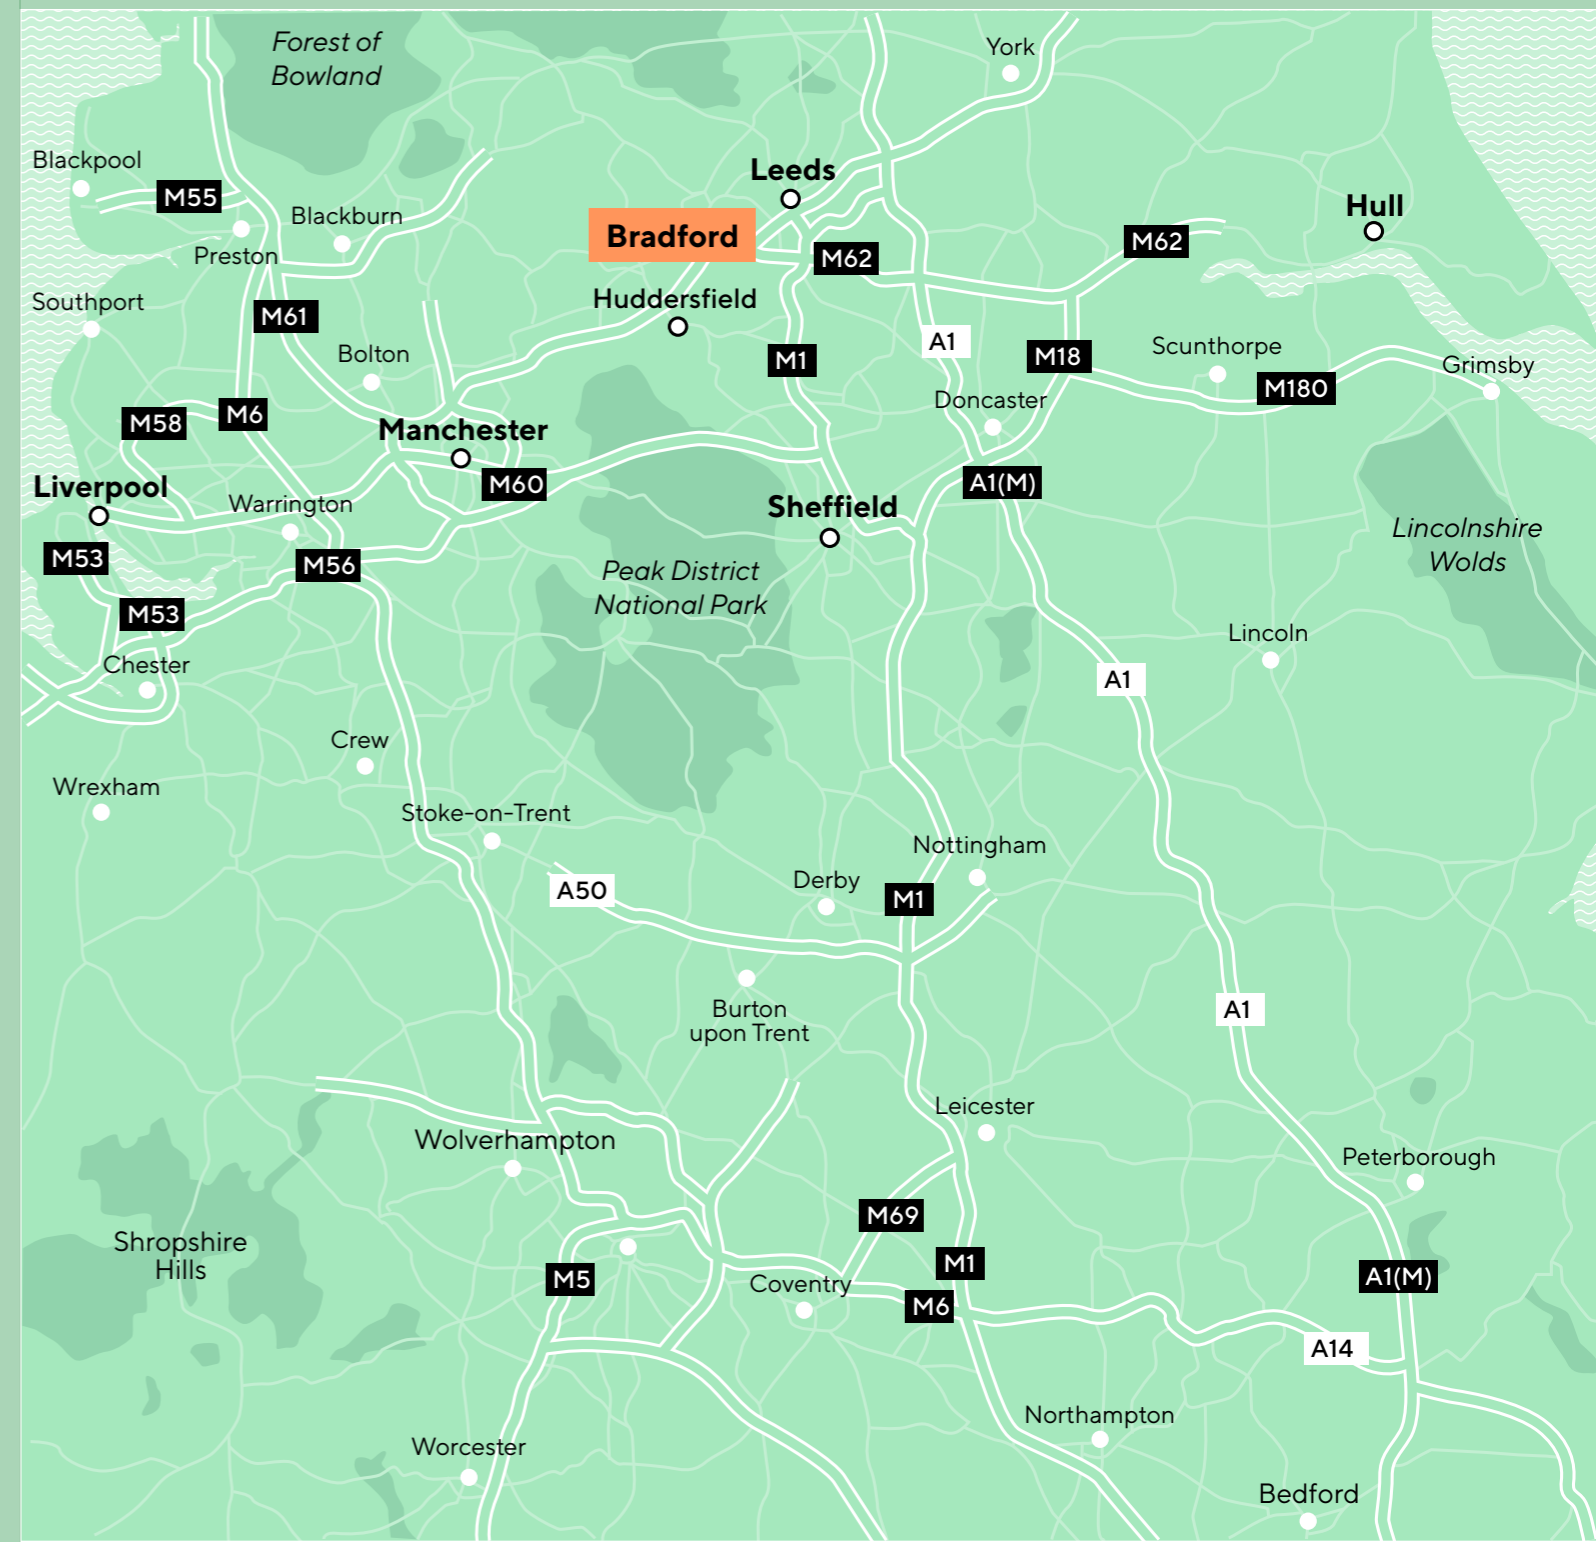 Forest of
Bowland
York
Blackpool
Leeds
M55
Blackburn
Hull
Bradford
M62
Preston
M62
Southport
Huddersfield
M61
A1
Scunthorpe
Bolton
M1
M18
Grimsby
M180
Doncaster
M58
M6
Manchester
M60
A1(M)
Liverpool
Warrington
Sheffield
Lincolnshire
Wolds
M53
M56
Peak District
National Park
M53
Lincoln
Chester
A1
Crew
Wrexham
Stoke-on-Trent
Nottingham
Derby
A50
M1
Burton
upon Trent
A1
Leicester
Wolverhampton
Peterborough
M69
Shropshire
Hills
M1
M5
Coventry
A1(M)
M6
A14
Northampton
Worcester
Bedford